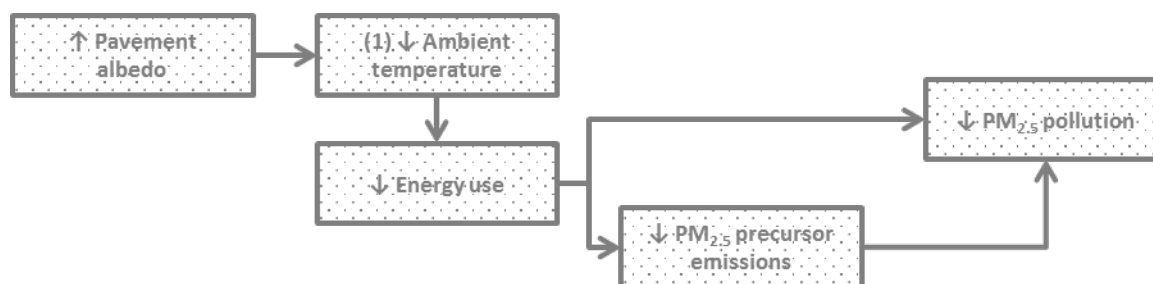 ↑ Pavement
albedo
(1) ↓ Ambient
temperature
↓ Energy use
↓ PM2.5 pollution
↓ PM2.5 precursor
emissions